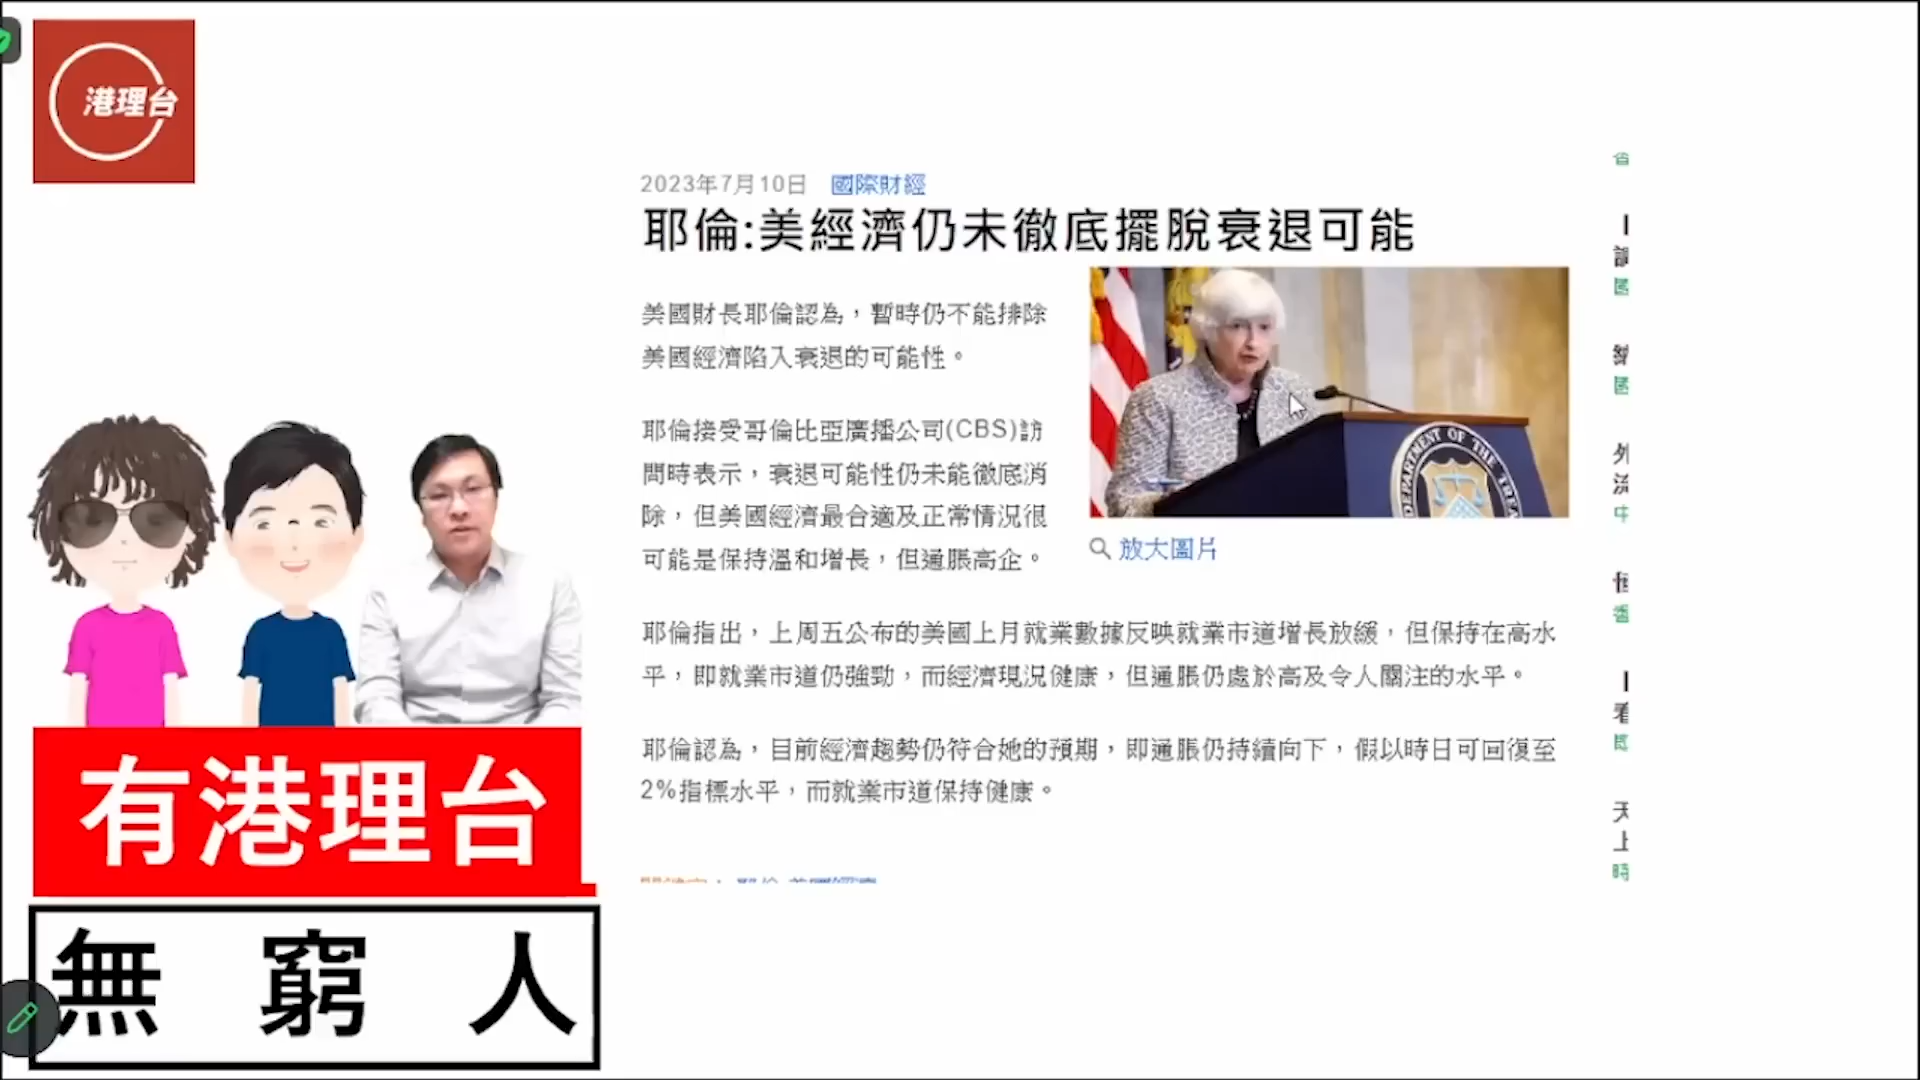 港理台
2023年7月10日 國際財經
耶倫:美經濟仍未徹底擺脫衰退可能
美國財長耶倫認為，暫時仍不能排除
美國經濟陷入衰退的可能性。
耶倫接受哥倫比亞廣播公司(CBS)訪
問時表示，衰退可能性仍未能徹底消
除，但美國經濟最合適及正常情況很
可能是保持溫和增長，但通脹高企。
DEPARTMENT OF THE TREA
放大圖片
耶倫指出，上周五公布的美國上月就業數據反映就業市道增長放緩，但保持在高水
平，即就業市道仍強勁，而經濟現況健康，但通脹仍處於高及令人關注的水平。
耶倫認為，目前經濟趨勢仍符合她的預期，即通脹仍持續向下，假以時日可回復至
2%指標水平，而就業市道保持健康。
有港理台
無窮人